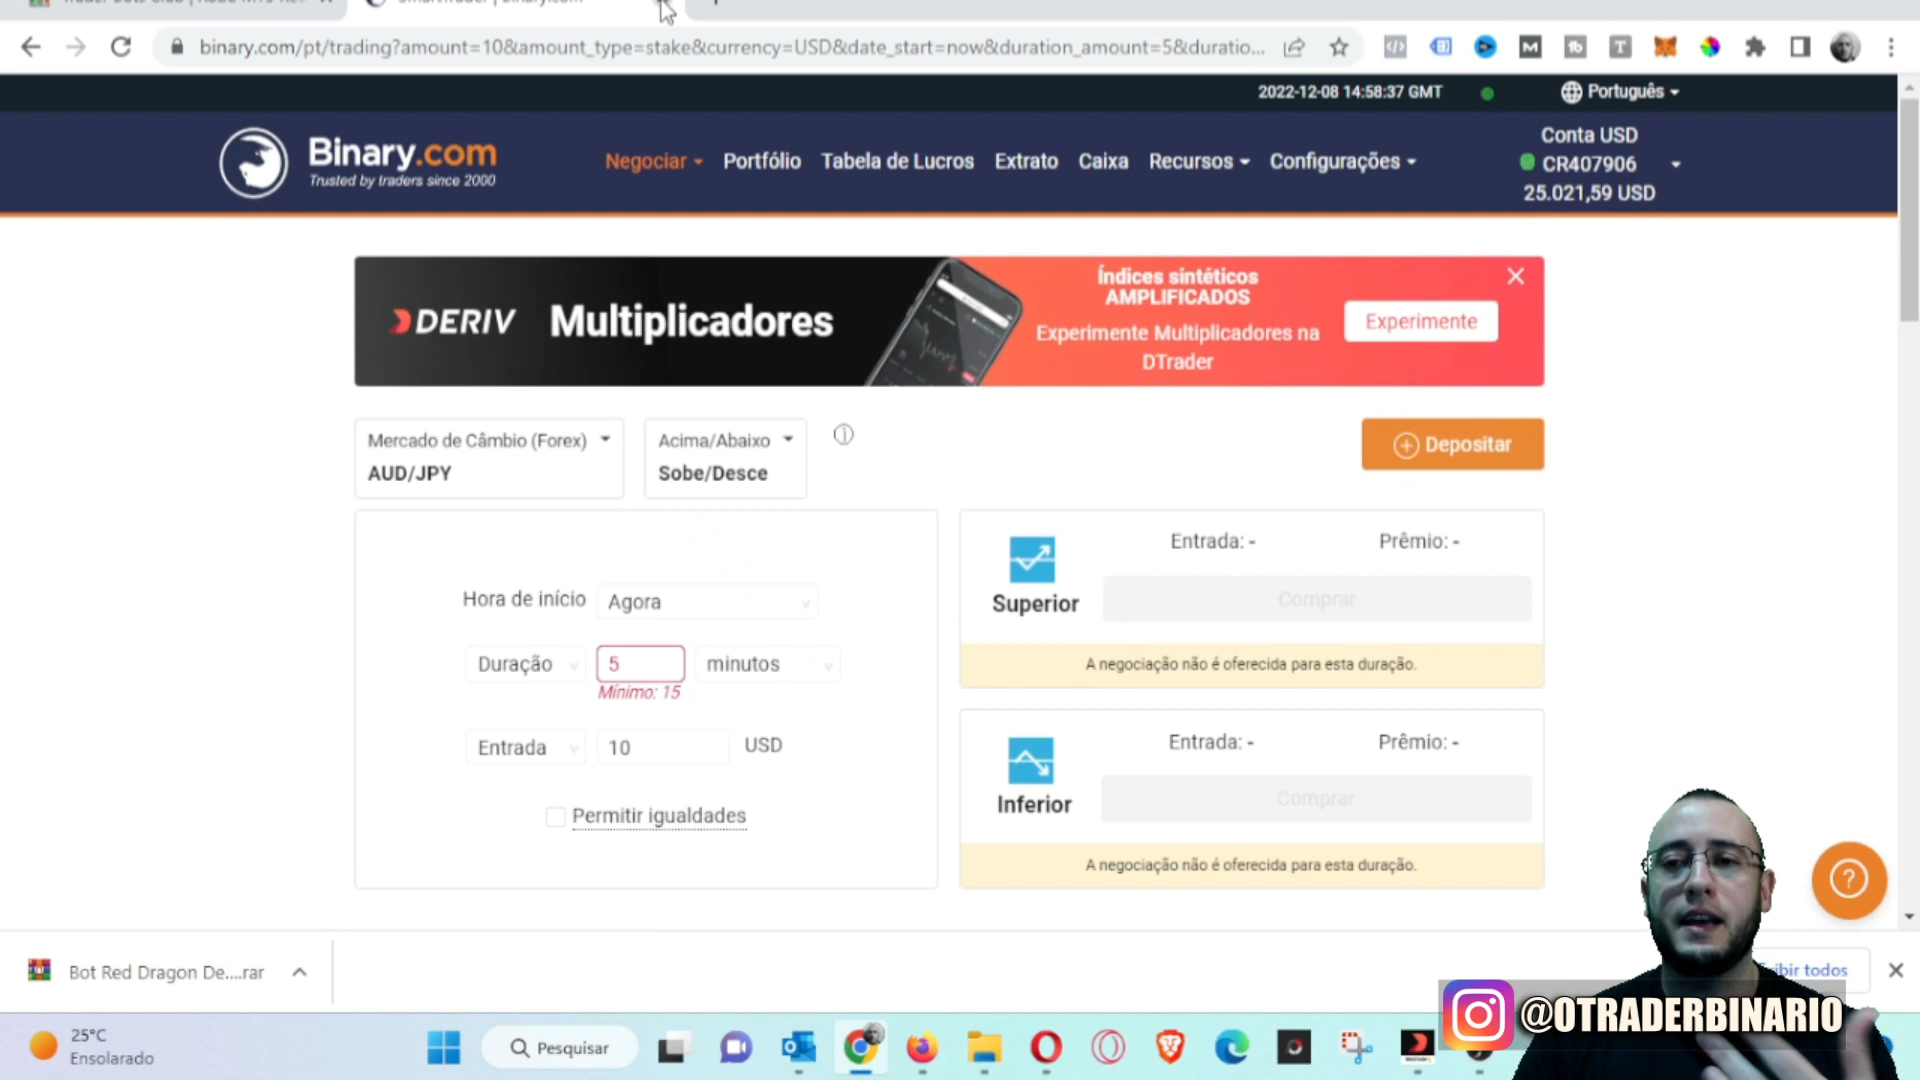 binary.com/pt/trading?amount=10&amount_type=stake&currency=USD&date_start=now&duration_amount=5&duratio...
2022-12-08 14:58:37 GMT
Português
Binary.com
Trusted by traders since 2000
Negociar Portfólio Tabela de Lucros Extrato Caixa Recursos Configurações
Conta USD
CR407906
25.021,59 USD
DERIV Multiplicadores
Índices sintéticos
AMPLIFICADOS
Experimente Multiplicadores na
DTrader
Experimente
Mercado de Câmbio (Forex)
AUD/JPY
Acima/Abaixo
Sobe/Desce
Depositar
Hora de início Agora
Duração 5 minutos
Mínimo: 15
Entrada 10 USD
Permitir igualdades
Entrada: - Prêmio: -
Superior
Comprar
A negociação não é oferecida para esta duração.
Entrada: - Prêmio: -
Inferior
Comprar
A negociação não é oferecida para esta duração.
Bot Red Dragon De....rar
todos
@OTRADERBINARIO
25°C
Ensolarado
Pesquisar